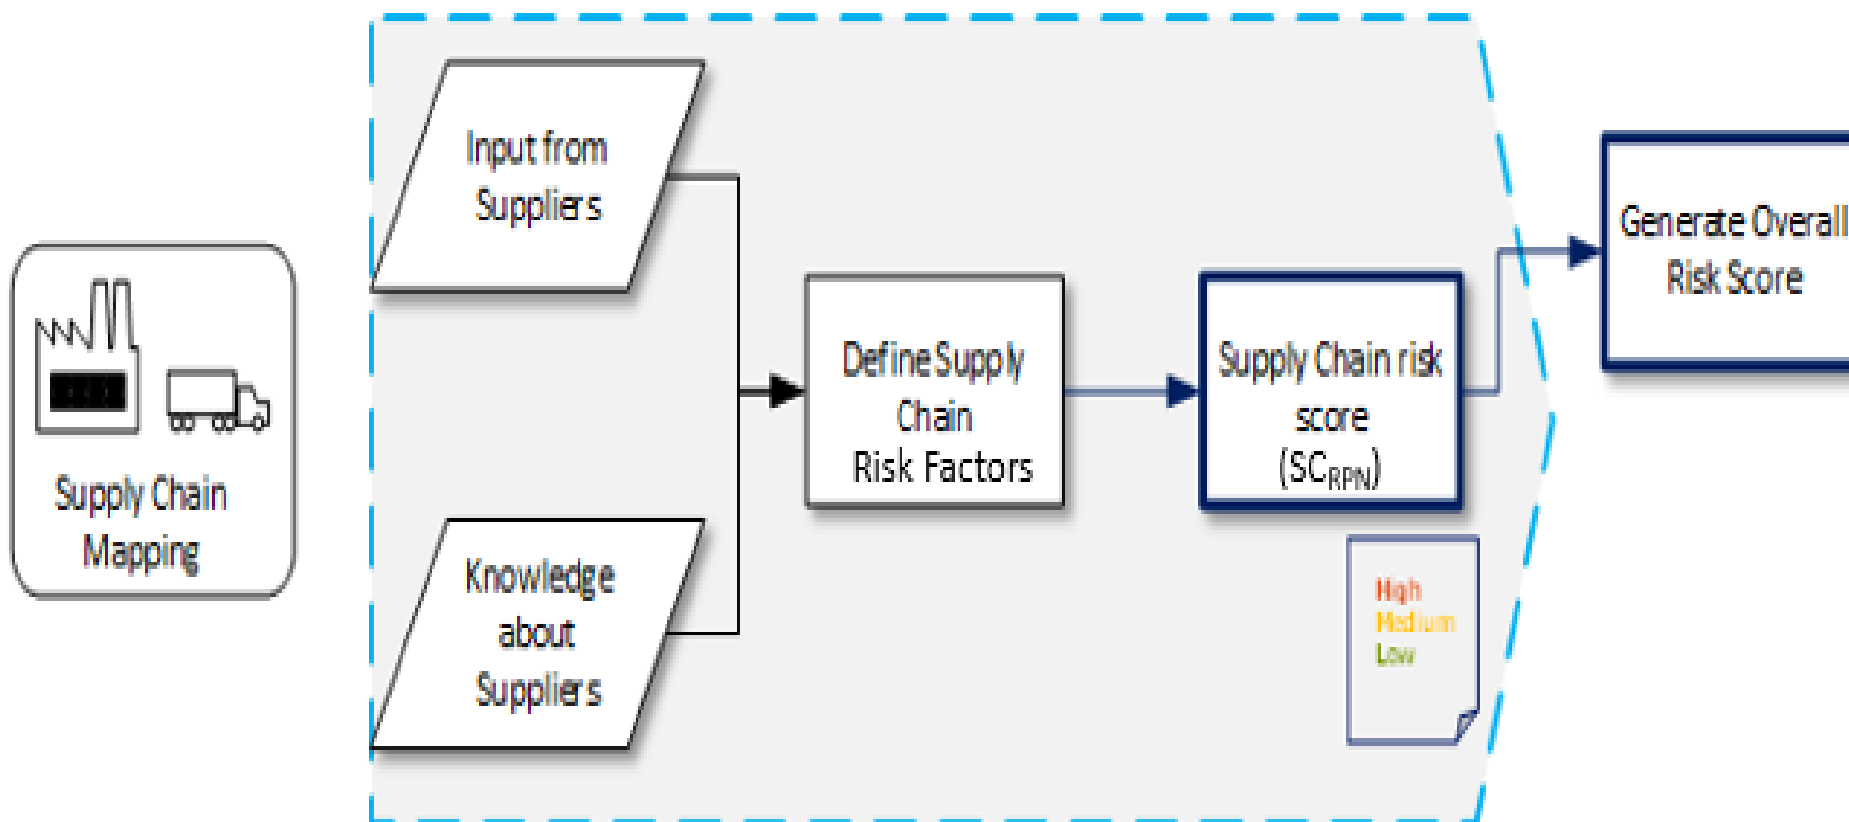 Input from
Suppliers
Supply Chain
Mapping
Knowledge
about
Suppliers
Define Supply
Chain
Risk Factors
Supply Chain risk
score
(SCRPN)
High
Medium
Low
Generate Overall
Risk Score